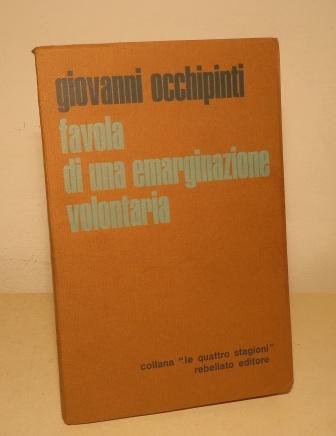 giovanni occhipinti
favola
di una emarginazione
volontaria
collana "le quattro stagioni"
rebellato editore